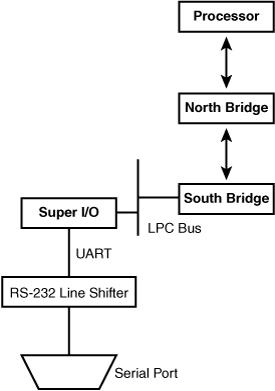 Processor
North Bridge
South Bridge
Super I/O
LPC Bus
UART
RS-232 Line Shifter
Serial Port